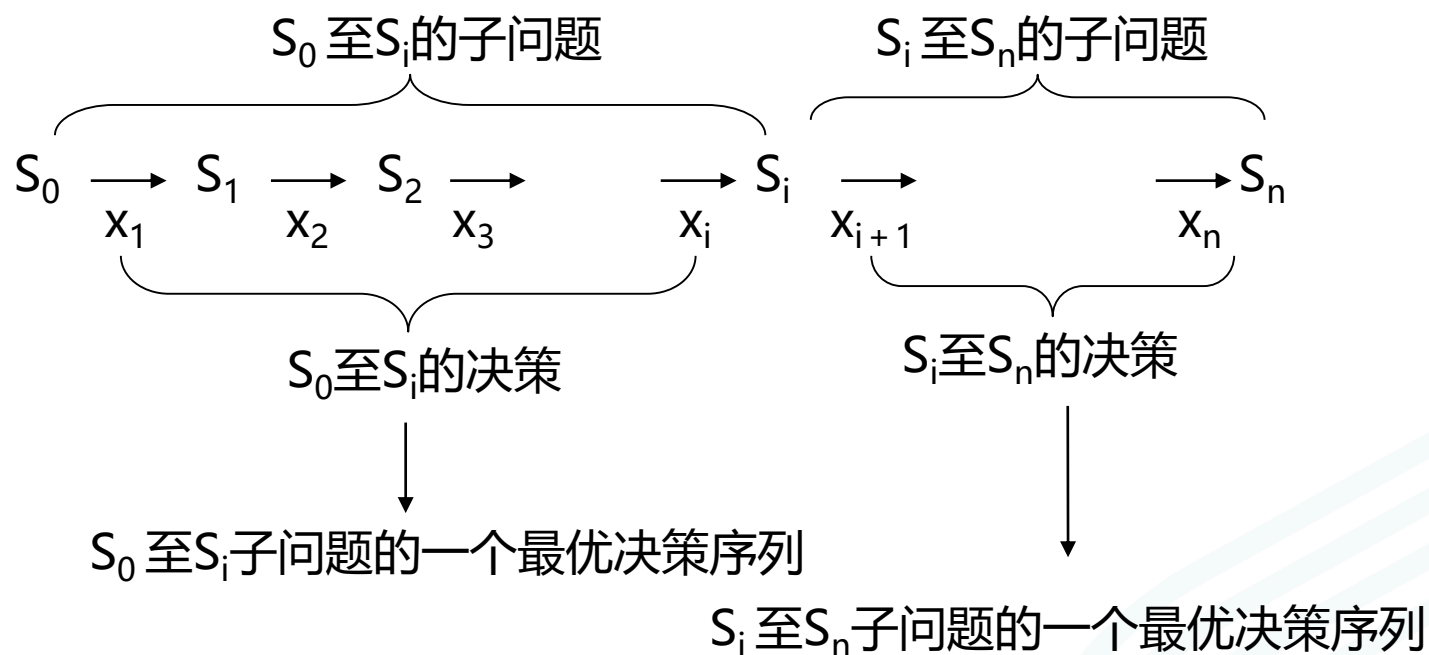 S₀ 至Sᵢ的子问题 Sᵢ 至Sₙ的子问题
S₀ S₁ S₂ Sᵢ Sₙ
x₁ x₂ x₃ xᵢ xᵢ₊₁ xₙ
S₀至Sᵢ的决策 Sᵢ至Sₙ的决策
S₀ 至Sᵢ子问题的一个最优决策序列
Sᵢ 至Sₙ子问题的一个最优决策序列